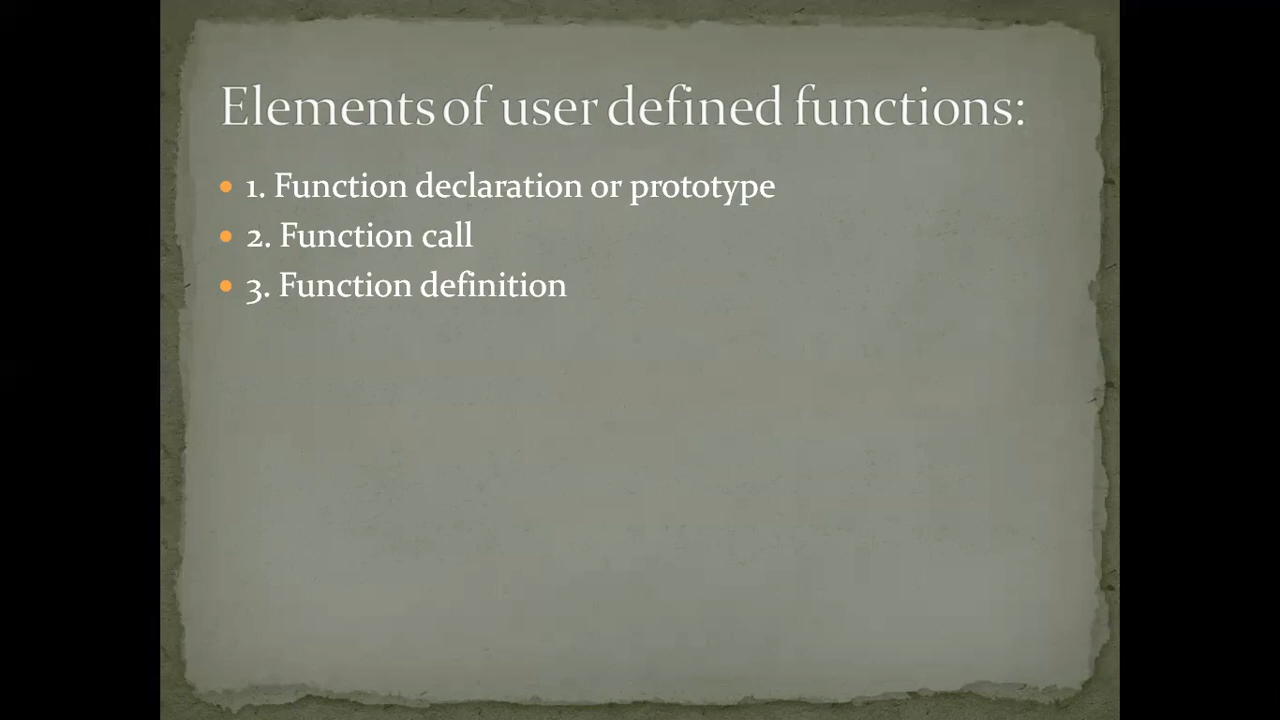 Elements of user defined functions:
• 1. Function declaration or prototype
• 2. Function call
• 3. Function definition